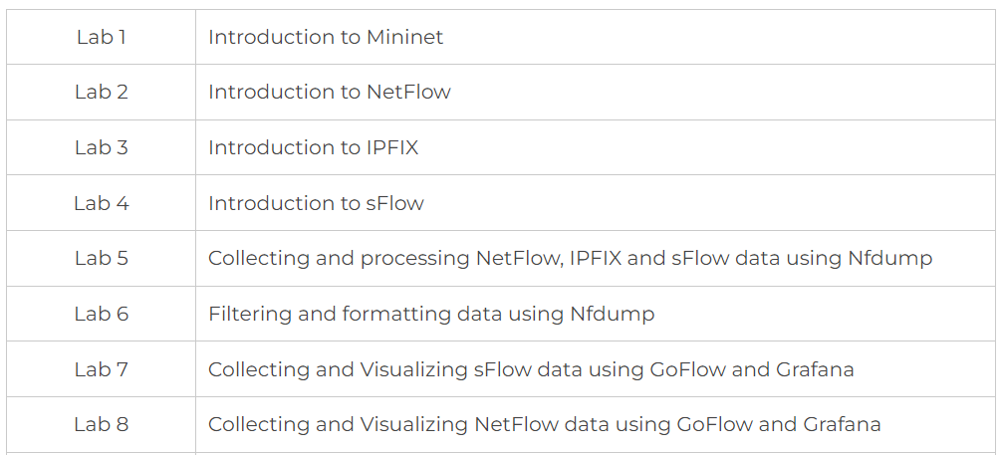 Lab 1 Introduction to Mininet
Lab 2 Introduction to NetFlow
Lab 3 Introduction to IPFIX
Lab 4 Introduction to sFlow
Lab 5 Collecting and processing NetFlow, IPFIX and sFlow data using Nfdump
Lab 6 Filtering and formatting data using Nfdump
Lab 7 Collecting and Visualizing sFlow data using GoFlow and Grafana
Lab 8 Collecting and Visualizing NetFlow data using GoFlow and Grafana